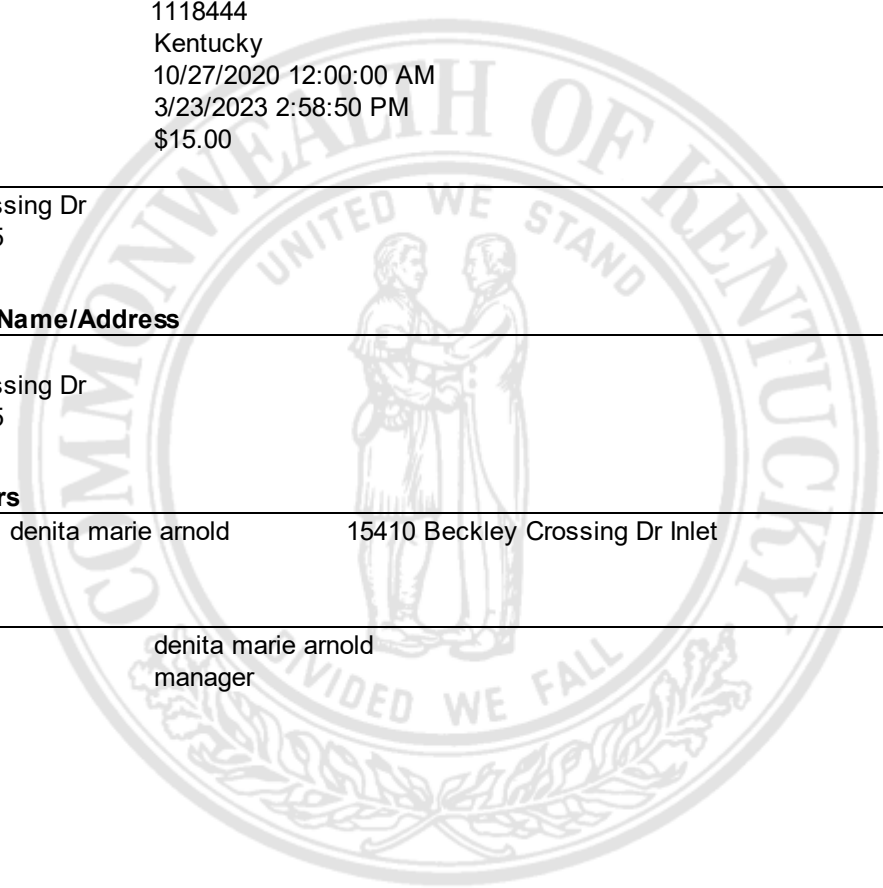 1118444
Kentucky
10/27/2020 12:00:00 AM
3/23/2023 2:58:50 PM
$15.00
ssing Dr
5
Name/Address
ssing Dr
5
rs
denita marie arnold 15410 Beckley Crossing Dr Inlet
denita marie arnold
manager
COMMONWEALTH OF KENTUCKY
UNITED WE STAND
DIVIDED WE FALL